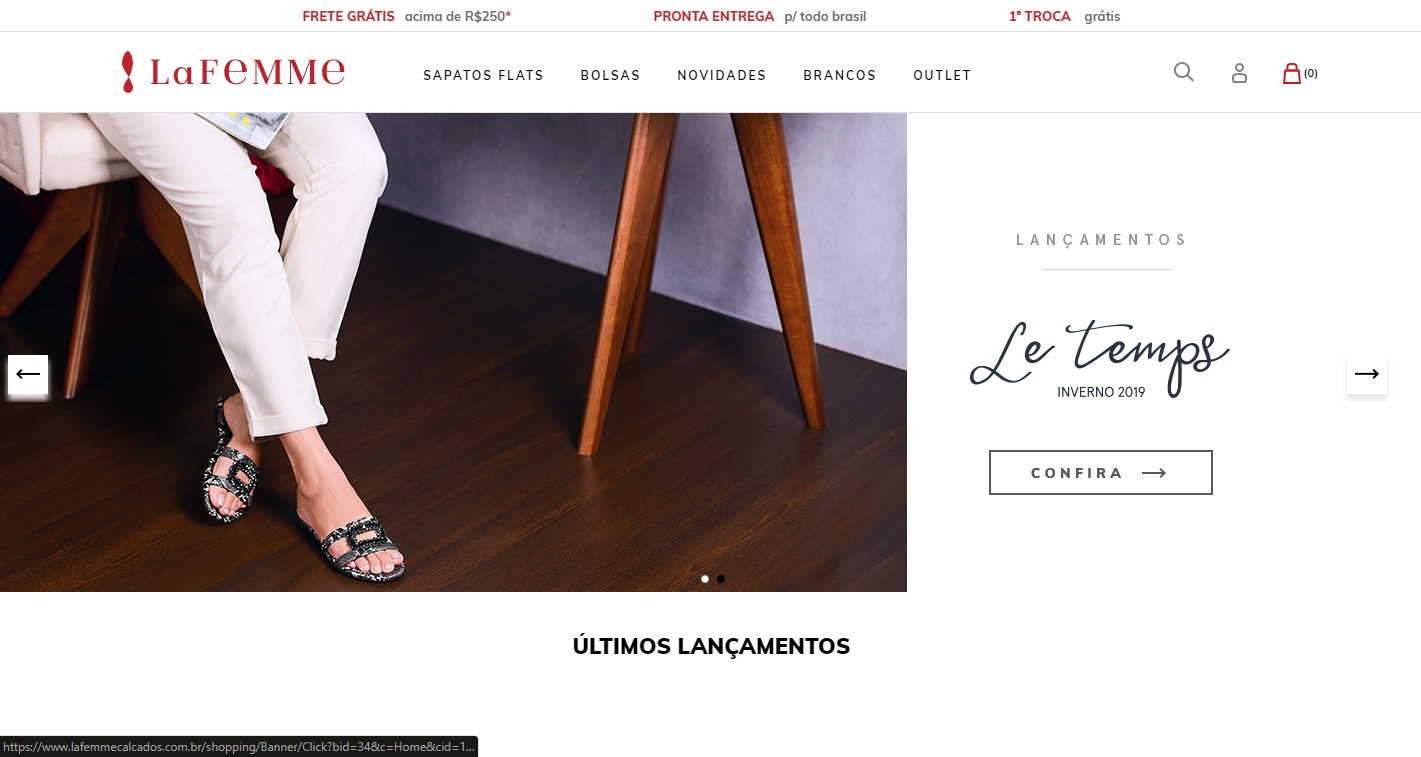 FRETE GRÁTIS acima de R$250*
PRONTA ENTREGA p/ todo brasil
1ª TROCA grátis
LaFEMME
SAPATOS FLATS BOLSAS NOVIDADES BRANCOS OUTLET
(0)
LANÇAMENTOS
Le temps
INVERNO 2019
CONFIRA
ÚLTIMOS LANÇAMENTOS
https://www.lafemmecalcados.com.br/shopping/Banner/Click?bid=34&c=Home&cid=1...